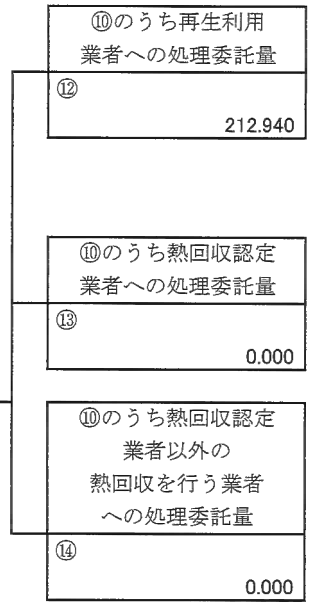 ⑩のうち再生利用
業者への処理委託量
⑫
212.940
⑩のうち熱回収認定
業者への処理委託量
⑬
0.000
⑩のうち熱回収認定
業者以外の
熱回収を行う業者
への処理委託量
⑭
0.000